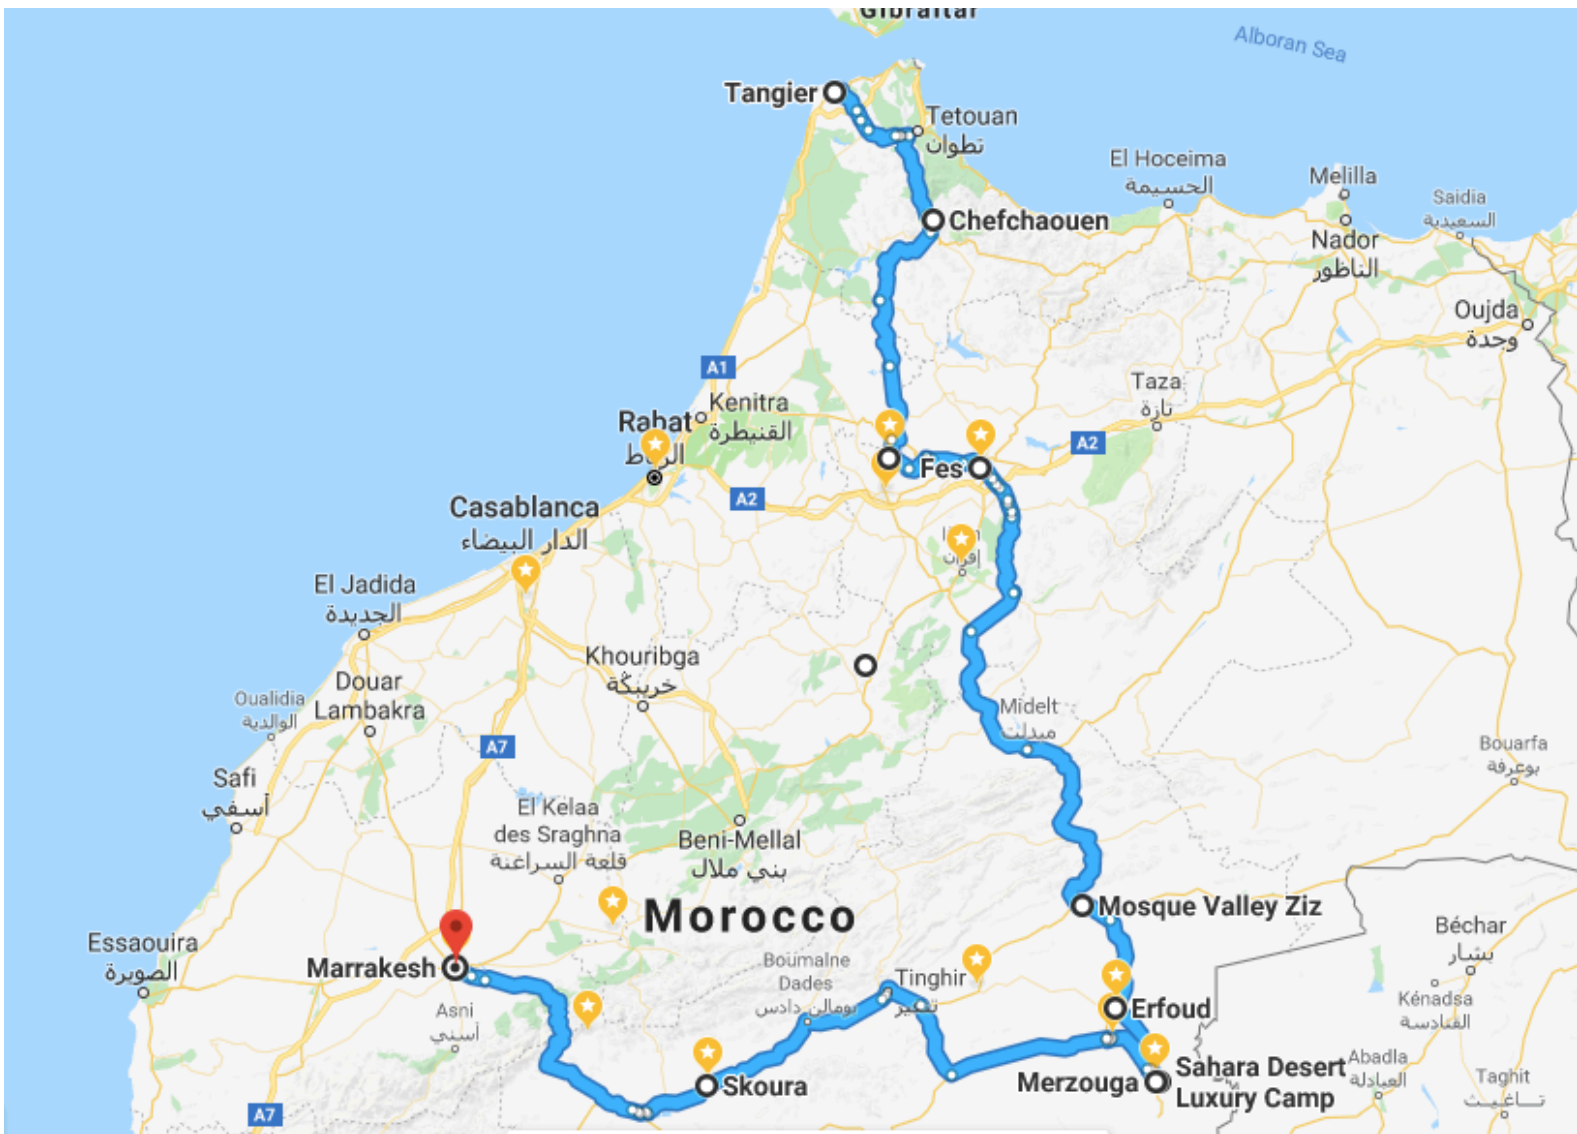 Gibraltar
Alboran Sea
Tangier
Tetouan
تطوان
El Hoceima
الحسيمة
Melilla
Saidia
السعيدية
Chefchaouen
Nador
الناظور
Oujda
وجدة
A1
Taza
تازة
Kenitra
القنيطرة
Rabat
A2
Fes
A2
Casablanca
الدار البيضاء
إفران
El Jadida
الجديدة
Khouribga
خريبكة
Oualidia
الوالدية
Douar
Lambakra
Midelt
ميدلت
A7
Bouarfa
بوعرفة
Safi
أسفي
El Kelaa
des Sraghna
قلعة السراغنة
Beni-Mellal
بني ملال
Morocco
Mosque Valley Ziz
Essaouira
الصويرة
Marrakesh
Béchar
بشار
Boumalne
Dades
بومالن دادس
Tinghir
تنغير
Erfoud
Kénadsa
القنادسة
Asni
أسني
Skoura
Merzouga
Sahara Desert
Luxury Camp
Abadla
العبادلة
Taghit
تـــاغـيــت
A7